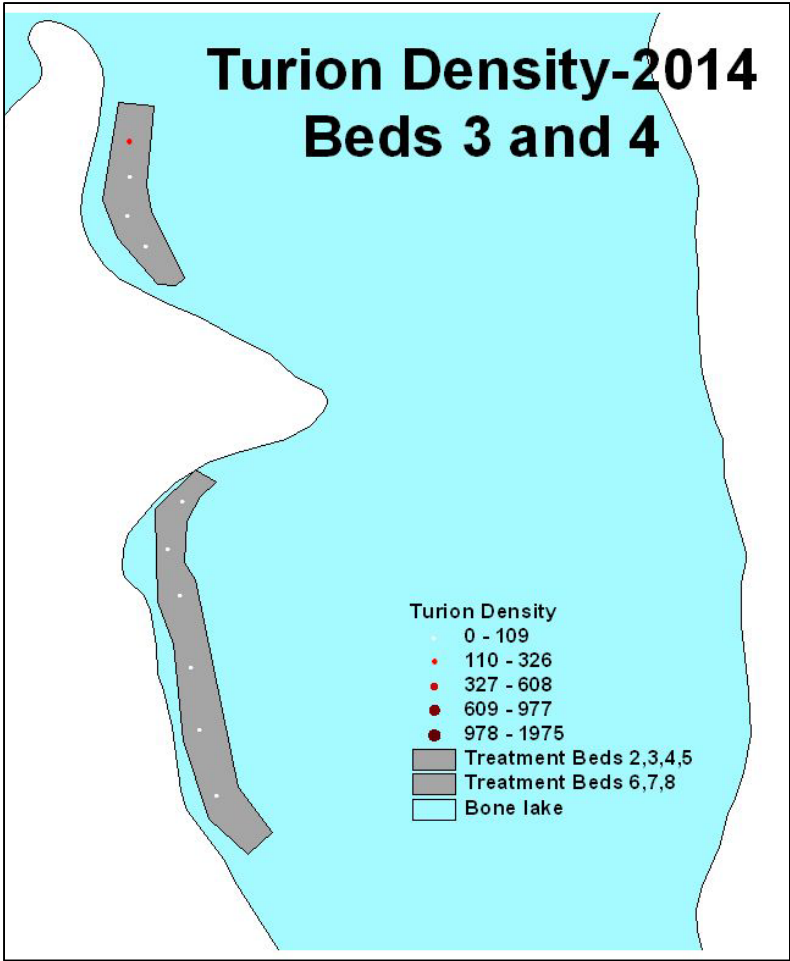 Turion Density-2014
Beds 3 and 4
Turion Density
0 - 109
110 - 326
327 - 608
609 - 977
978 - 1975
Treatment Beds 2,3,4,5
Treatment Beds 6,7,8
Bone lake